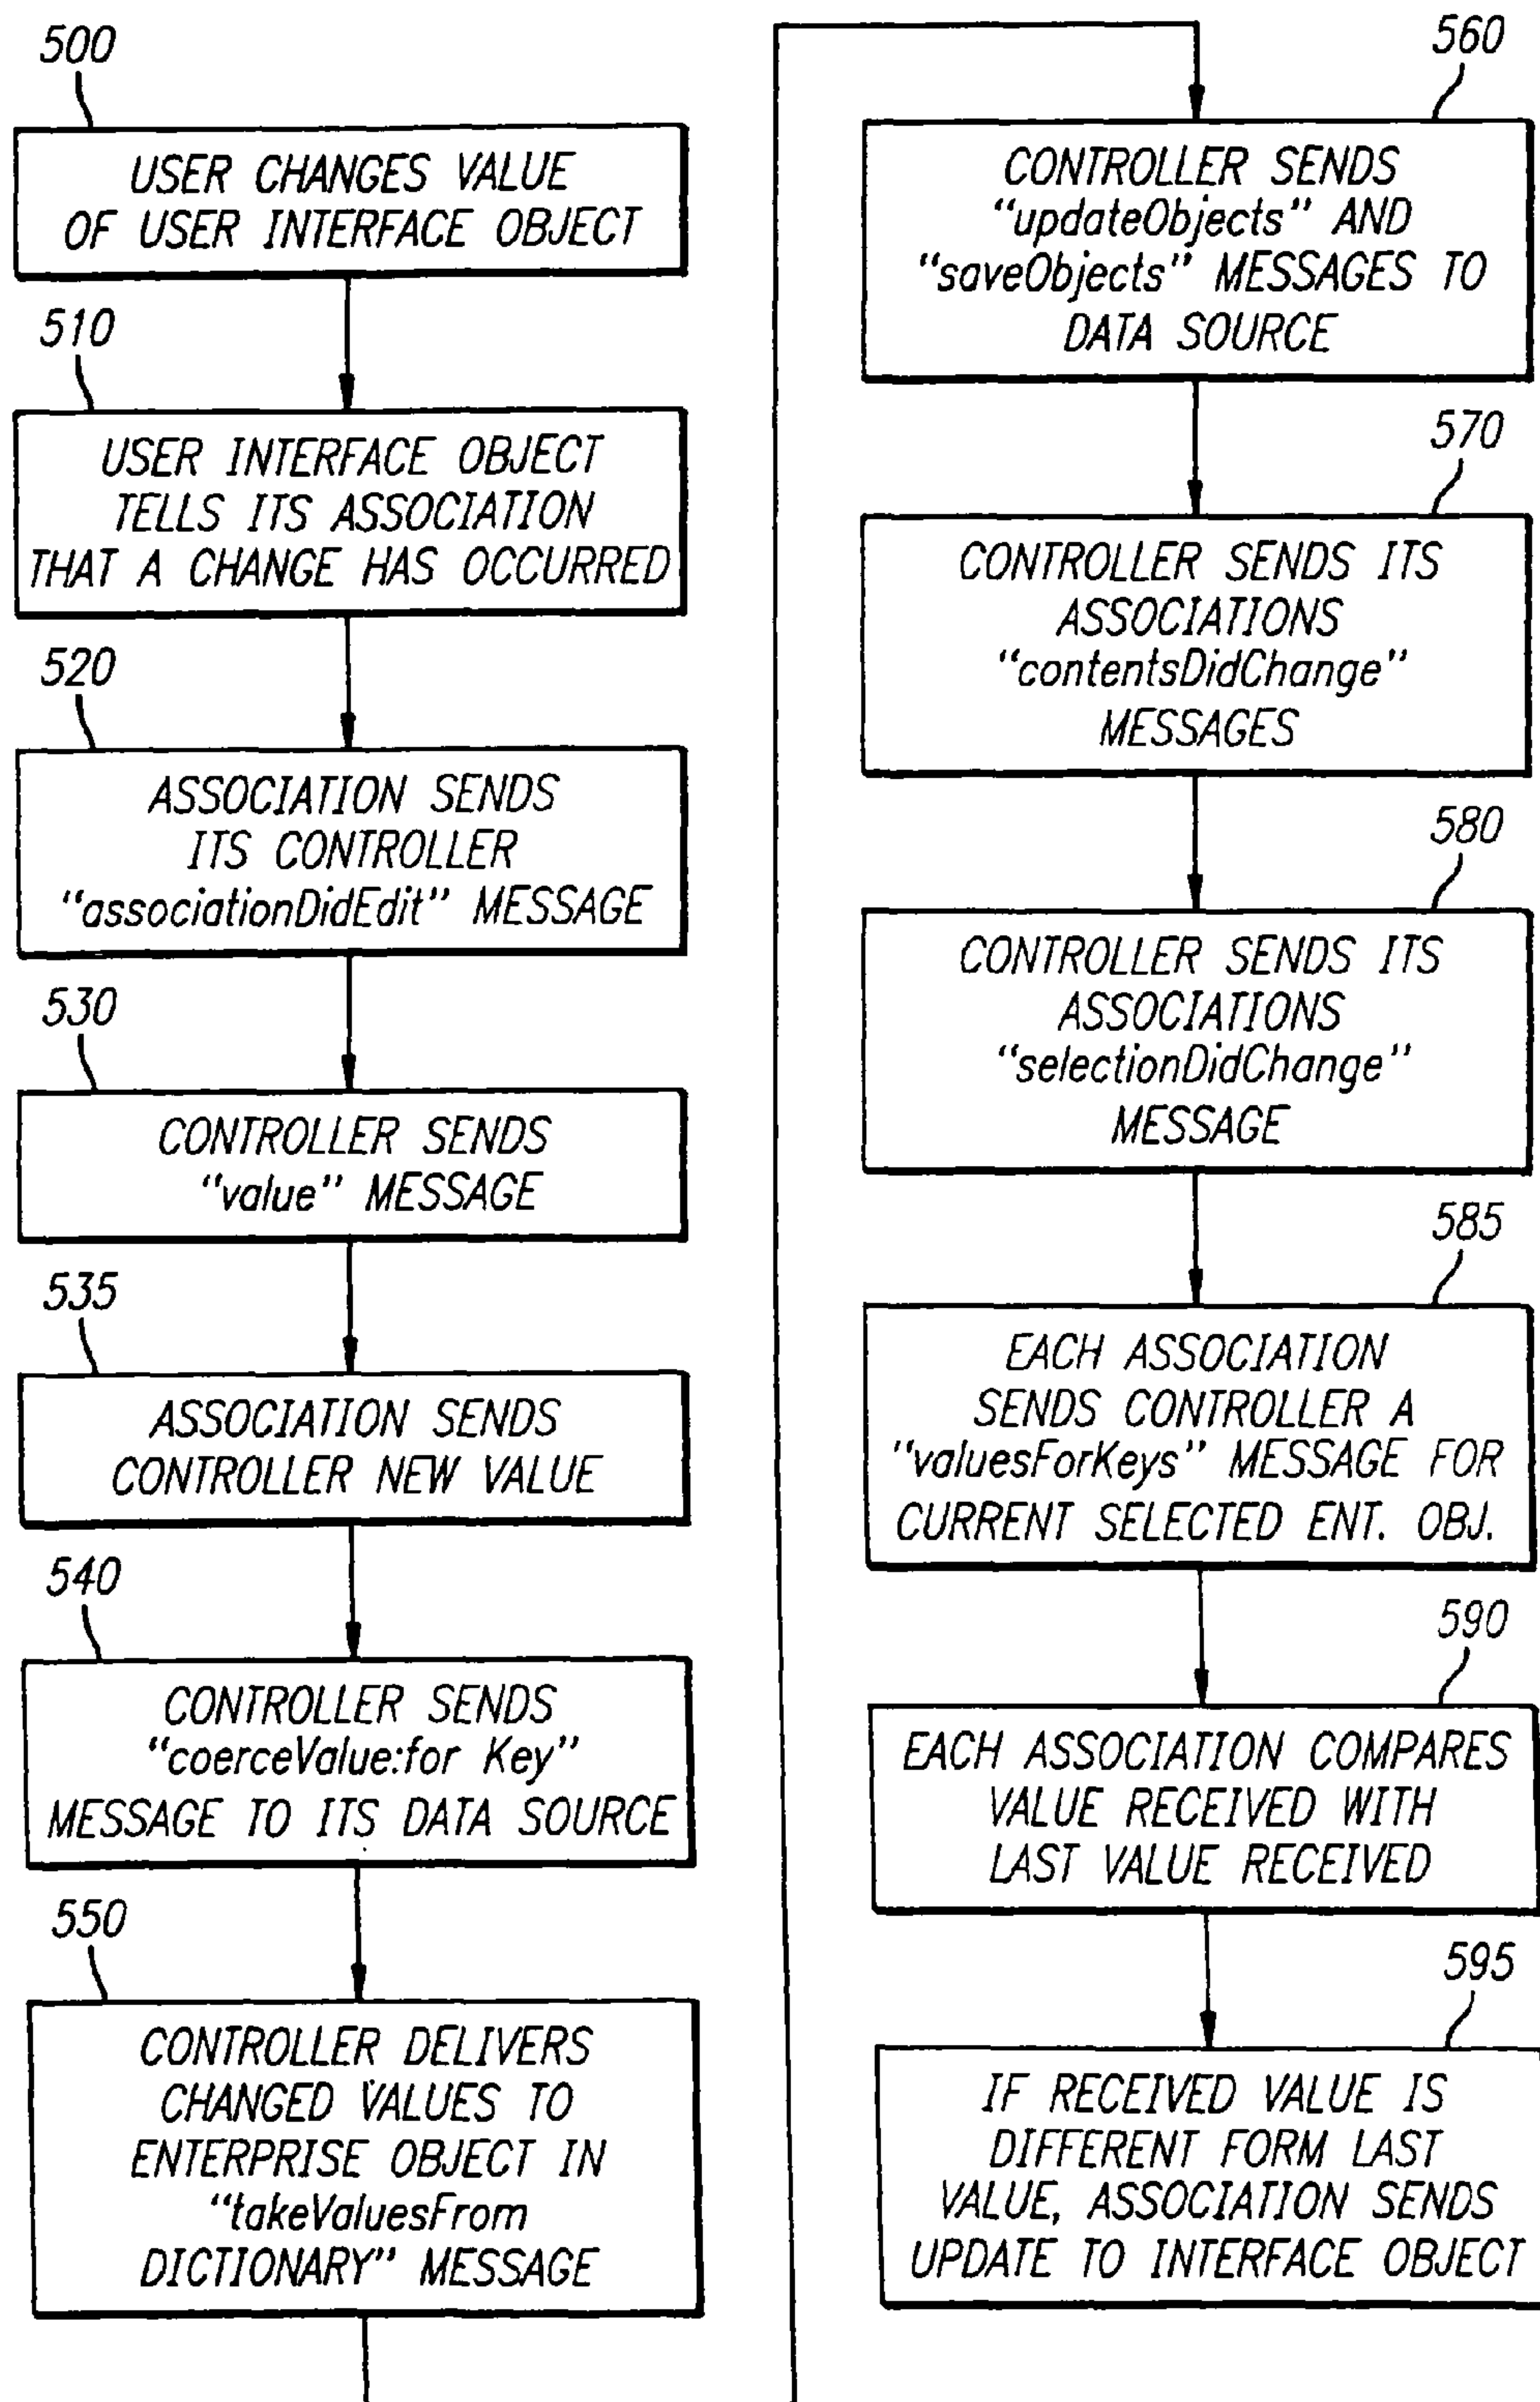 500
USER CHANGES VALUE
OF USER INTERFACE OBJECT
510
USER INTERFACE OBJECT
TELLS ITS ASSOCIATION
THAT A CHANGE HAS OCCURRED
520
ASSOCIATION SENDS
ITS CONTROLLER
"associationDidEdit" MESSAGE
530
CONTROLLER SENDS
"value" MESSAGE
535
ASSOCIATION SENDS
CONTROLLER NEW VALUE
540
CONTROLLER SENDS
"coerceValue:for Key"
MESSAGE TO ITS DATA SOURCE
550
CONTROLLER DELIVERS
CHANGED VALUES TO
ENTERPRISE OBJECT IN
"takeValuesFrom
DICTIONARY" MESSAGE
560
CONTROLLER SENDS
"updateObjects" AND
"saveObjects" MESSAGES TO
DATA SOURCE
570
CONTROLLER SENDS ITS
ASSOCIATIONS
"contentsDidChange"
MESSAGES
580
CONTROLLER SENDS ITS
ASSOCIATIONS
"selectionDidChange"
MESSAGE
585
EACH ASSOCIATION
SENDS CONTROLLER A
"valuesForKeys" MESSAGE FOR
CURRENT SELECTED ENT. OBJ.
590
EACH ASSOCIATION COMPARES
VALUE RECEIVED WITH
LAST VALUE RECEIVED
595
IF RECEIVED VALUE IS
DIFFERENT FORM LAST
VALUE, ASSOCIATION SENDS
UPDATE TO INTERFACE OBJECT